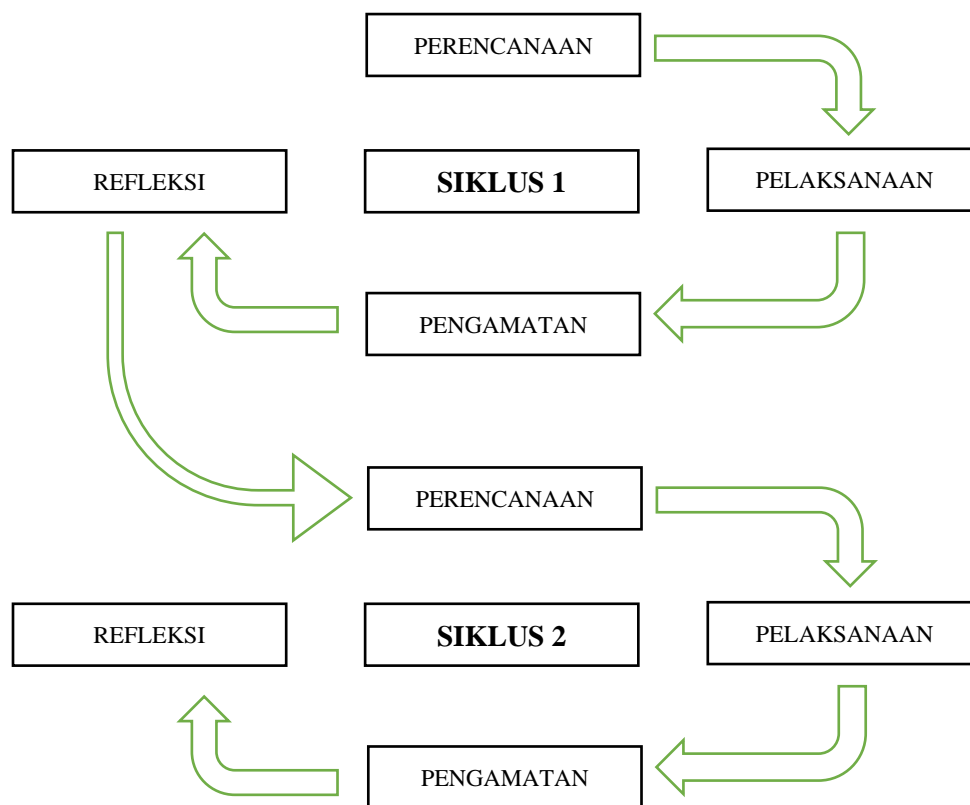 PERENCANAAN
REFLEKSI
SIKLUS 1
PELAKSANAAN
PENGAMATAN
PERENCANAAN
REFLEKSI
SIKLUS 2
PELAKSANAAN
PENGAMATAN